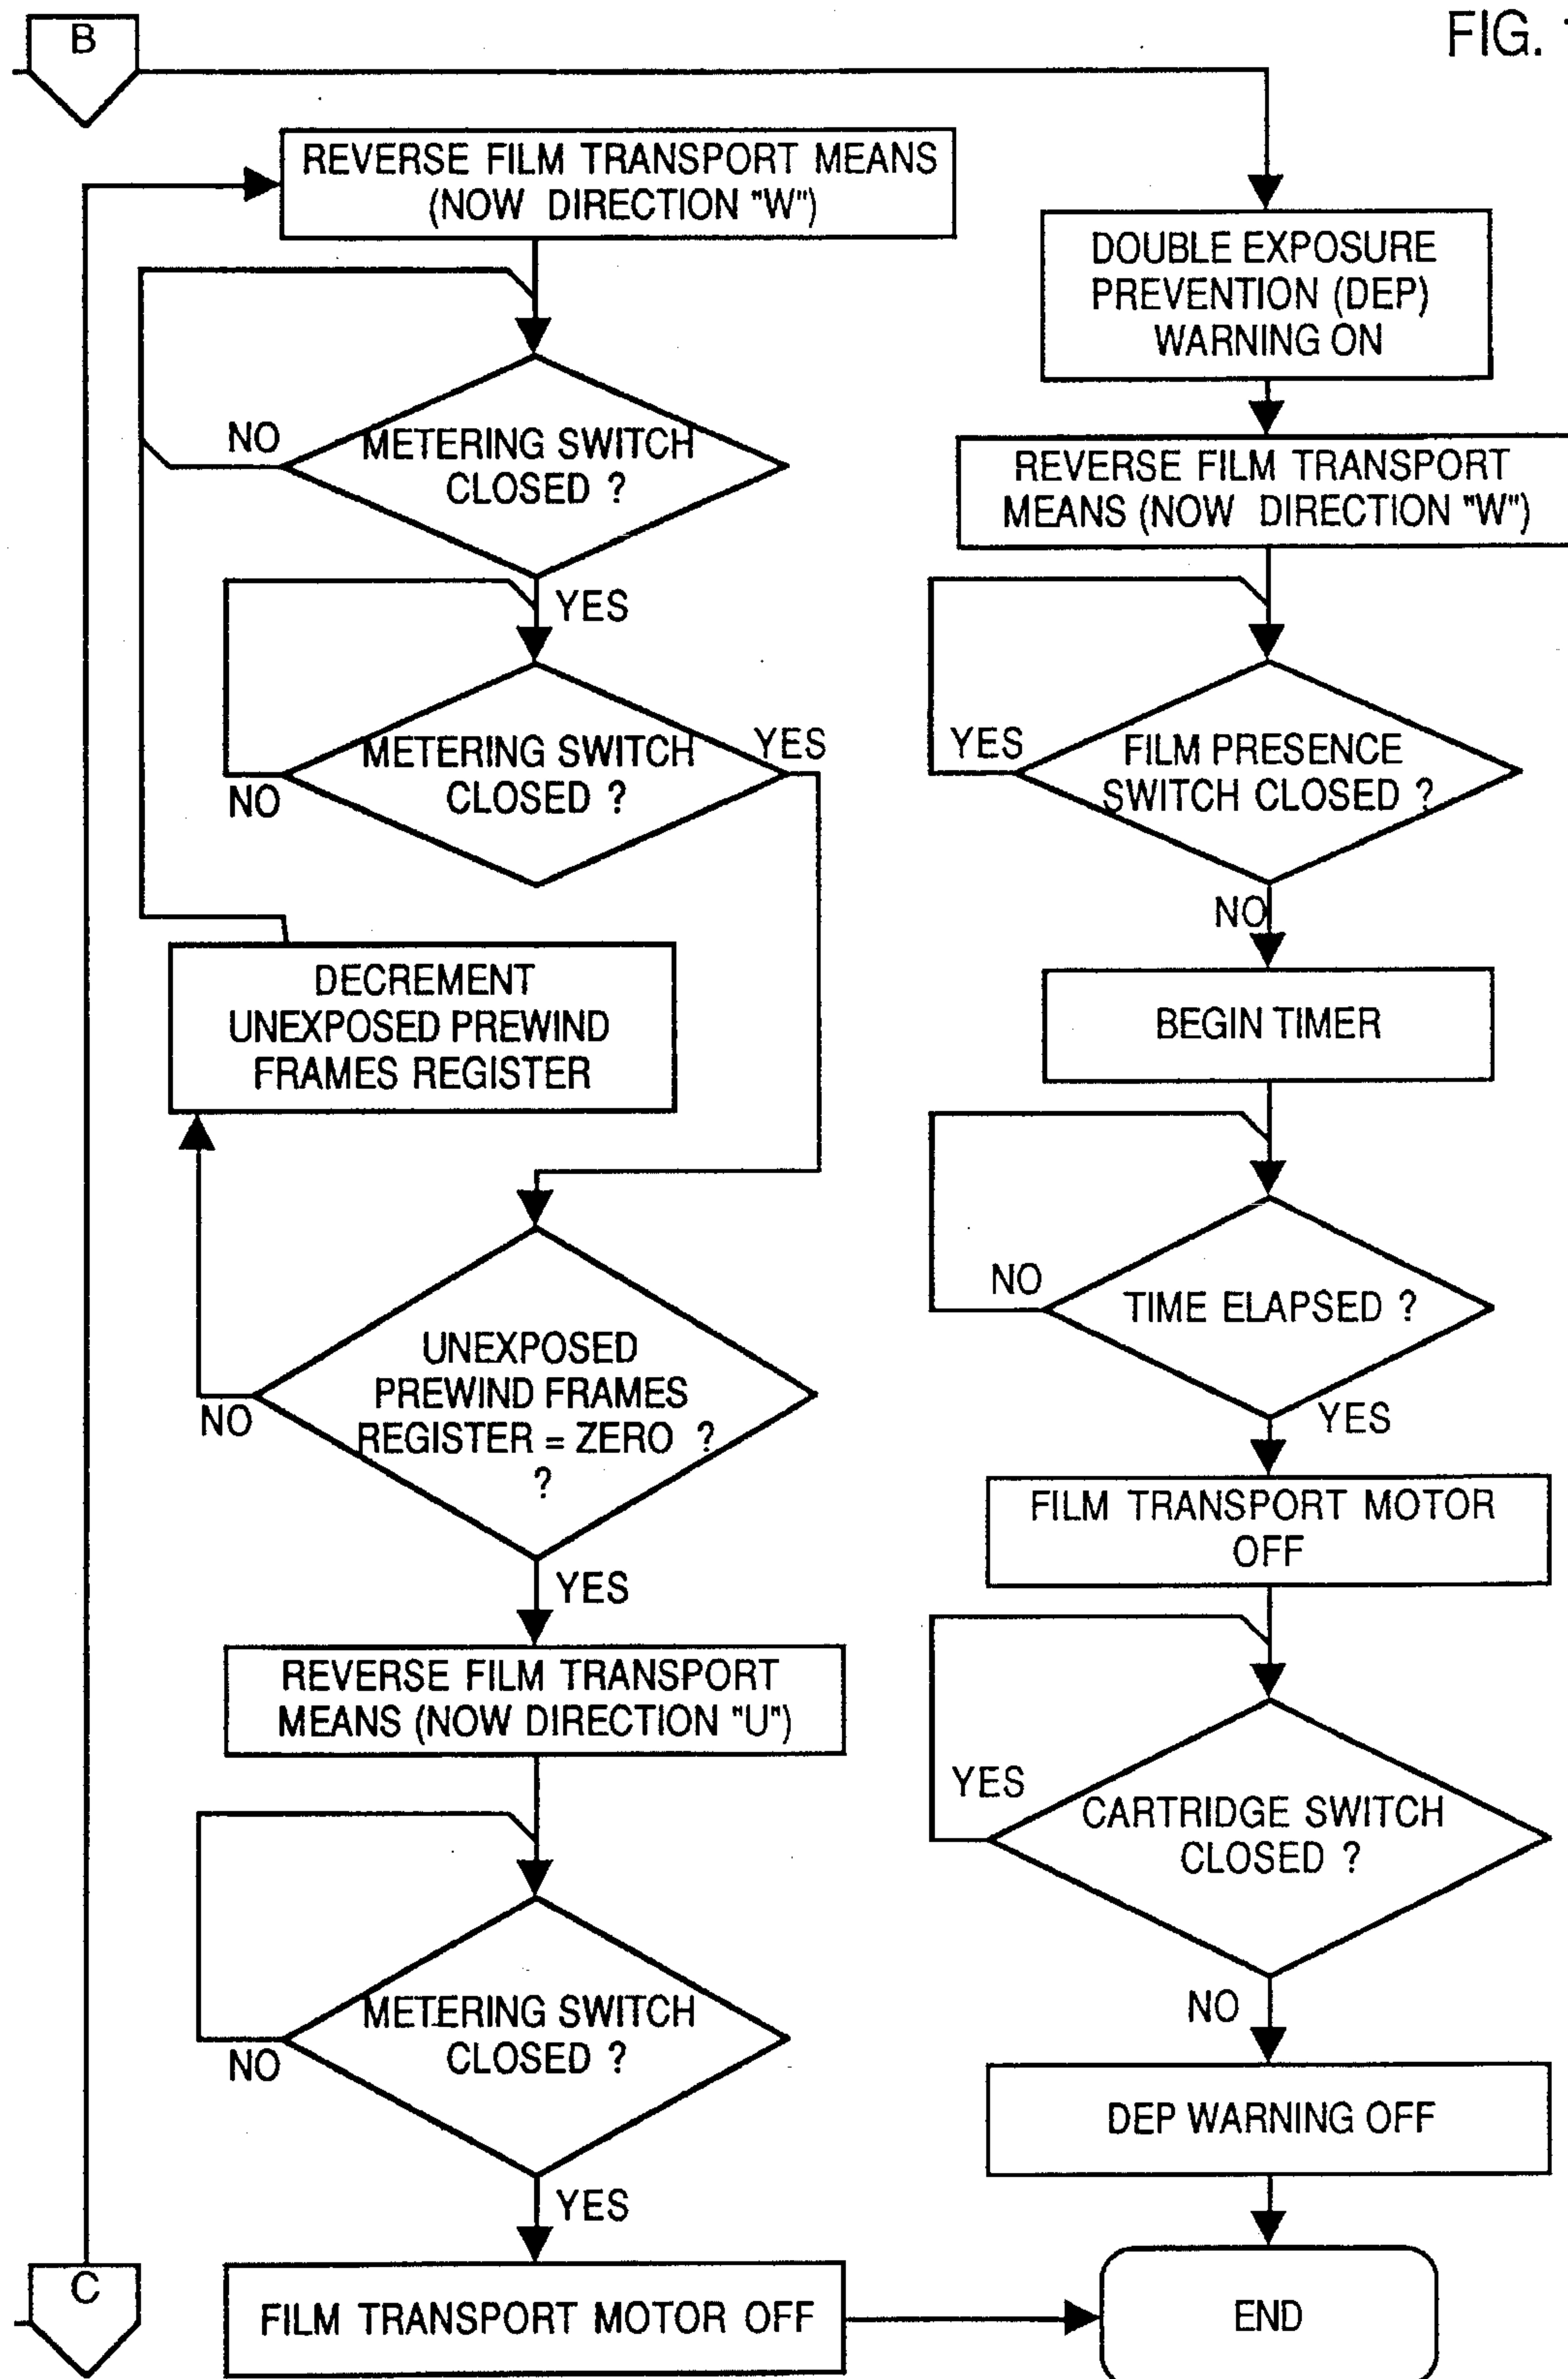 B
FIG.
REVERSE FILM TRANSPORT MEANS
(NOW DIRECTION "W")
NO
METERING SWITCH
CLOSED ?
YES
METERING SWITCH
CLOSED ?
YES
NO
DECREMENT
UNEXPOSED PREWIND
FRAMES REGISTER
UNEXPOSED
PREWIND FRAMES
REGISTER = ZERO ?
?
NO
YES
REVERSE FILM TRANSPORT
MEANS (NOW DIRECTION "U")
METERING SWITCH
CLOSED ?
NO
YES
C
FILM TRANSPORT MOTOR OFF
DOUBLE EXPOSURE
PREVENTION (DEP)
WARNING ON
REVERSE FILM TRANSPORT
MEANS (NOW DIRECTION "W")
YES
FILM PRESENCE
SWITCH CLOSED ?
NO
BEGIN TIMER
NO
TIME ELAPSED ?
YES
FILM TRANSPORT MOTOR
OFF
YES
CARTRIDGE SWITCH
CLOSED ?
NO
DEP WARNING OFF
END